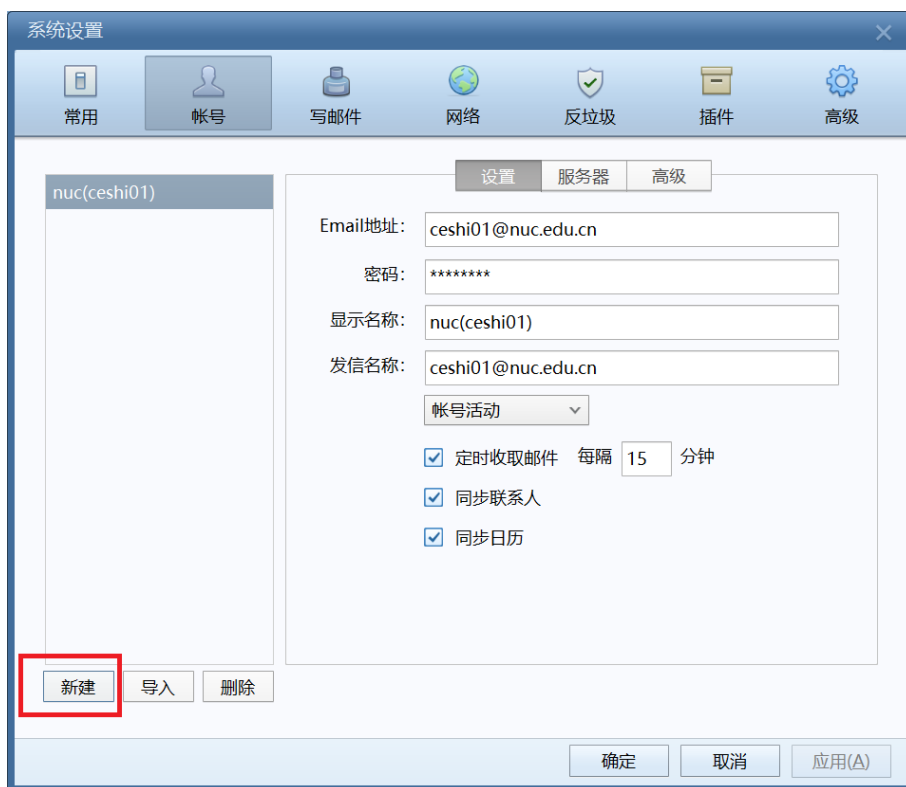 系统设置
常用 帐号 写邮件 网络 反垃圾 插件 高级
nuc(ceshi01)
设置 服务器 高级
Email地址: ceshi01@nuc.edu.cn
密码: ********
显示名称: nuc(ceshi01)
发信名称: ceshi01@nuc.edu.cn
帐号活动
定时收取邮件 每隔 15 分钟
同步联系人
同步日历
新建 导入 删除
确定 取消 应用(A)